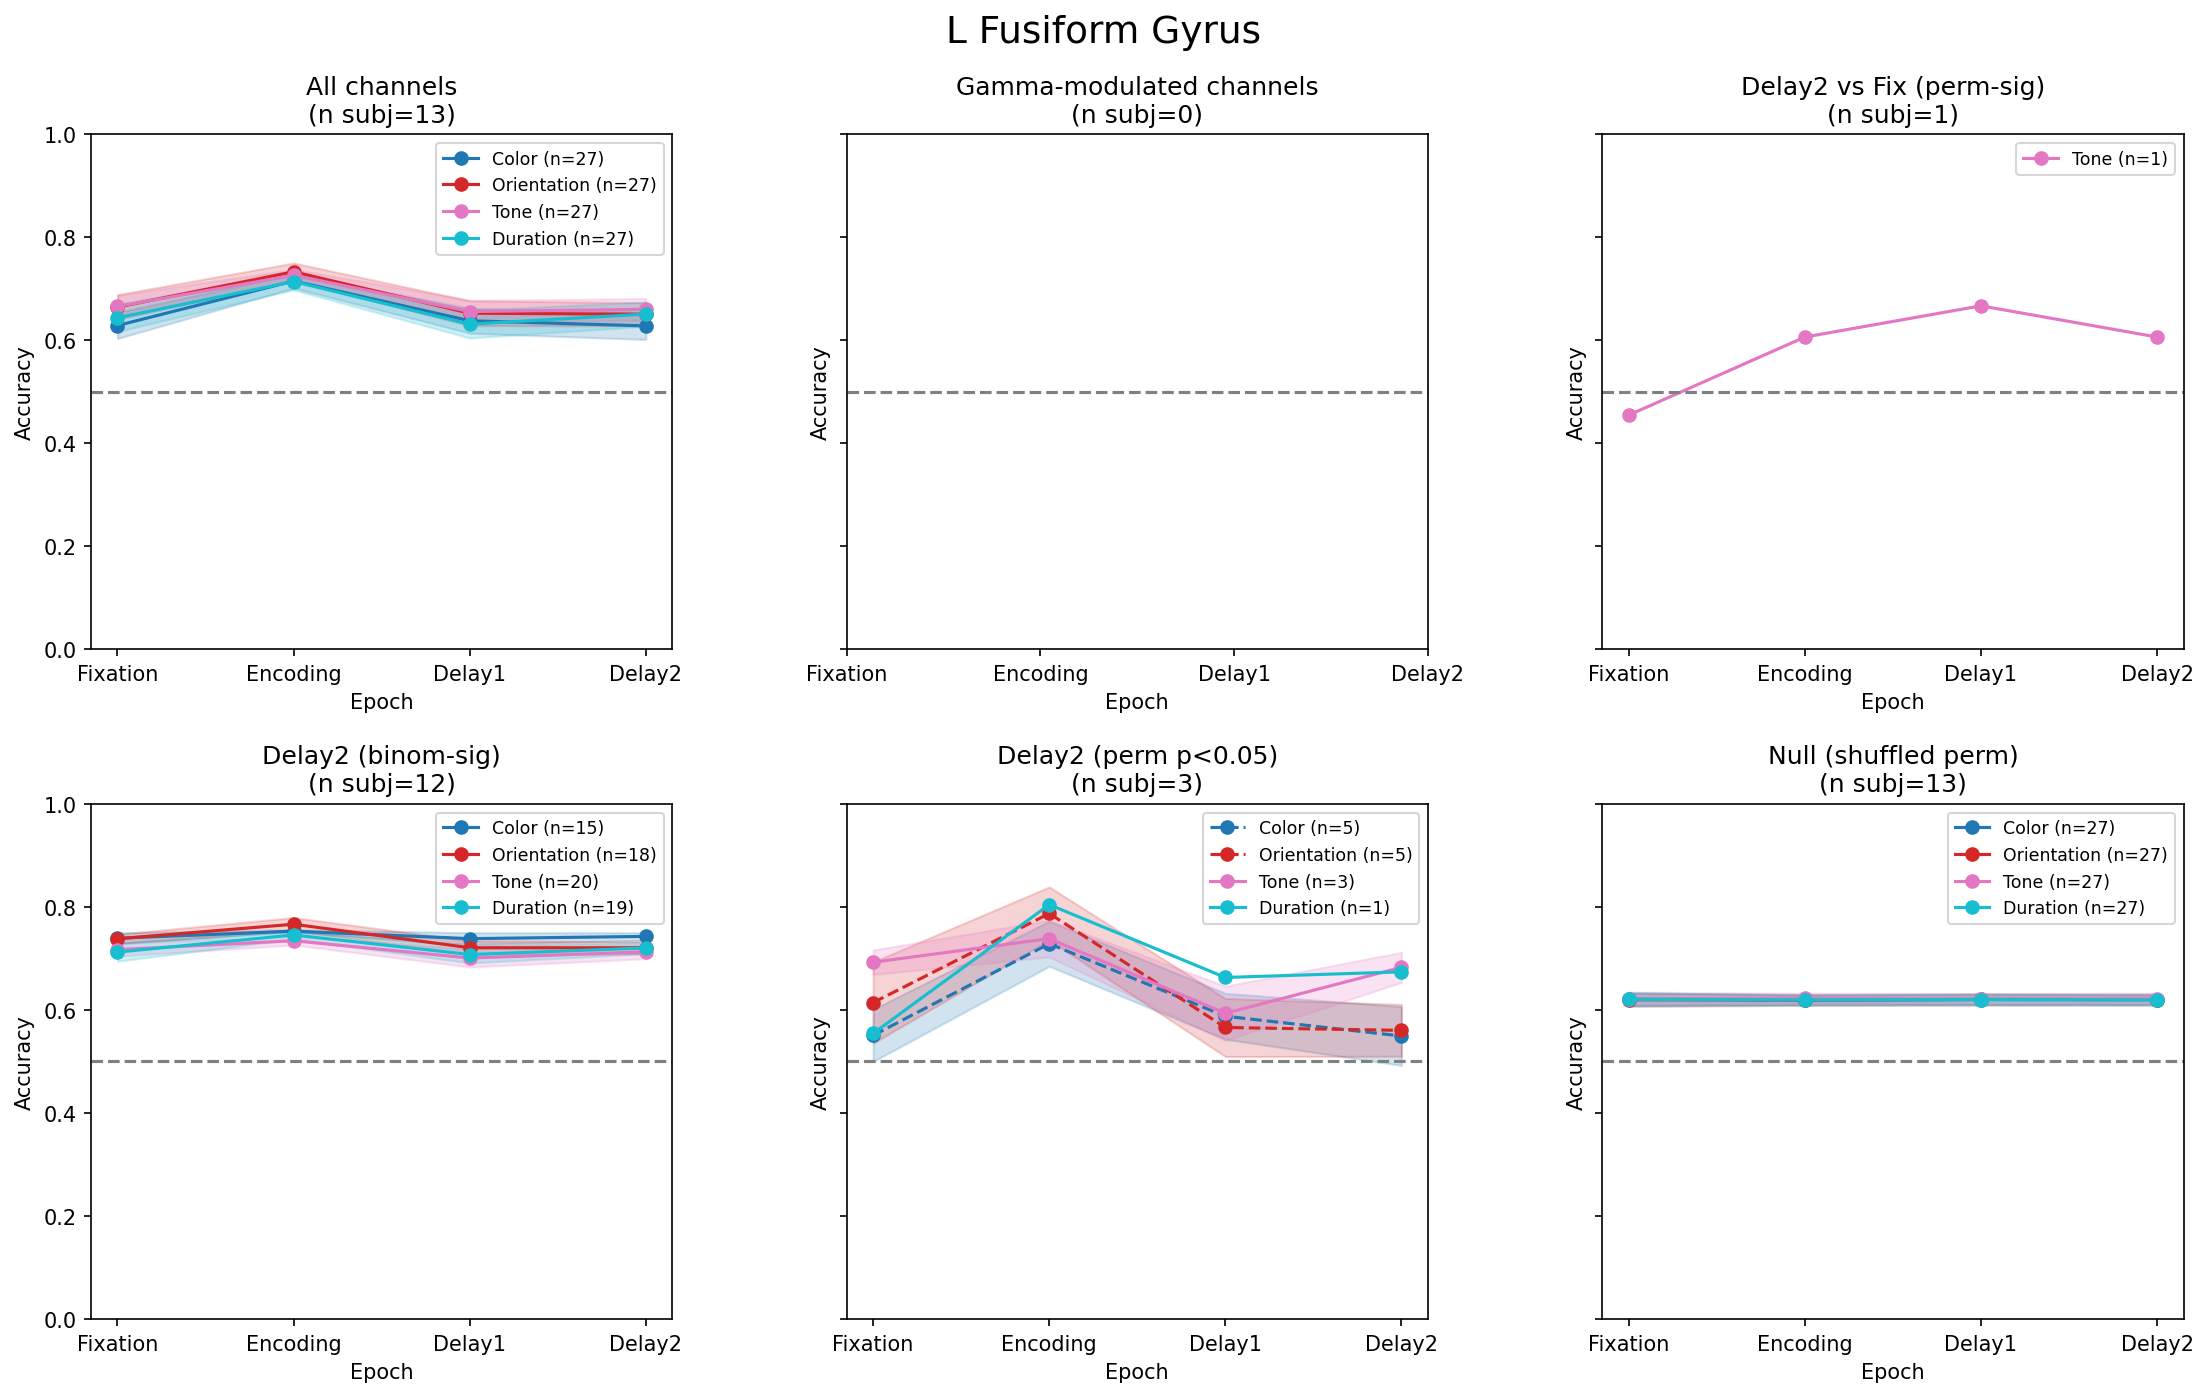 L Fusiform Gyrus
All channels
(n subj=13)
1.0
0.8
0.6
0.4
0.2
0.0
Accuracy
Color (n=27)
Orientation (n=27)
Tone (n=27)
Duration (n=27)
Fixation Encoding Delay1 Delay2
Epoch
Gamma-modulated channels
(n subj=0)
Accuracy
Fixation Encoding Delay1 Delay2
Epoch
Delay2 vs Fix (perm-sig)
(n subj=1)
Accuracy
Tone (n=1)
Fixation Encoding Delay1 Delay2
Epoch
Delay2 (binom-sig)
(n subj=12)
1.0
0.8
0.6
0.4
0.2
0.0
Accuracy
Color (n=15)
Orientation (n=18)
Tone (n=20)
Duration (n=19)
Fixation Encoding Delay1 Delay2
Epoch
Delay2 (perm p<0.05)
(n subj=3)
Accuracy
Color (n=5)
Orientation (n=5)
Tone (n=3)
Duration (n=1)
Fixation Encoding Delay1 Delay2
Epoch
Null (shuffled perm)
(n subj=13)
Accuracy
Color (n=27)
Orientation (n=27)
Tone (n=27)
Duration (n=27)
Fixation Encoding Delay1 Delay2
Epoch